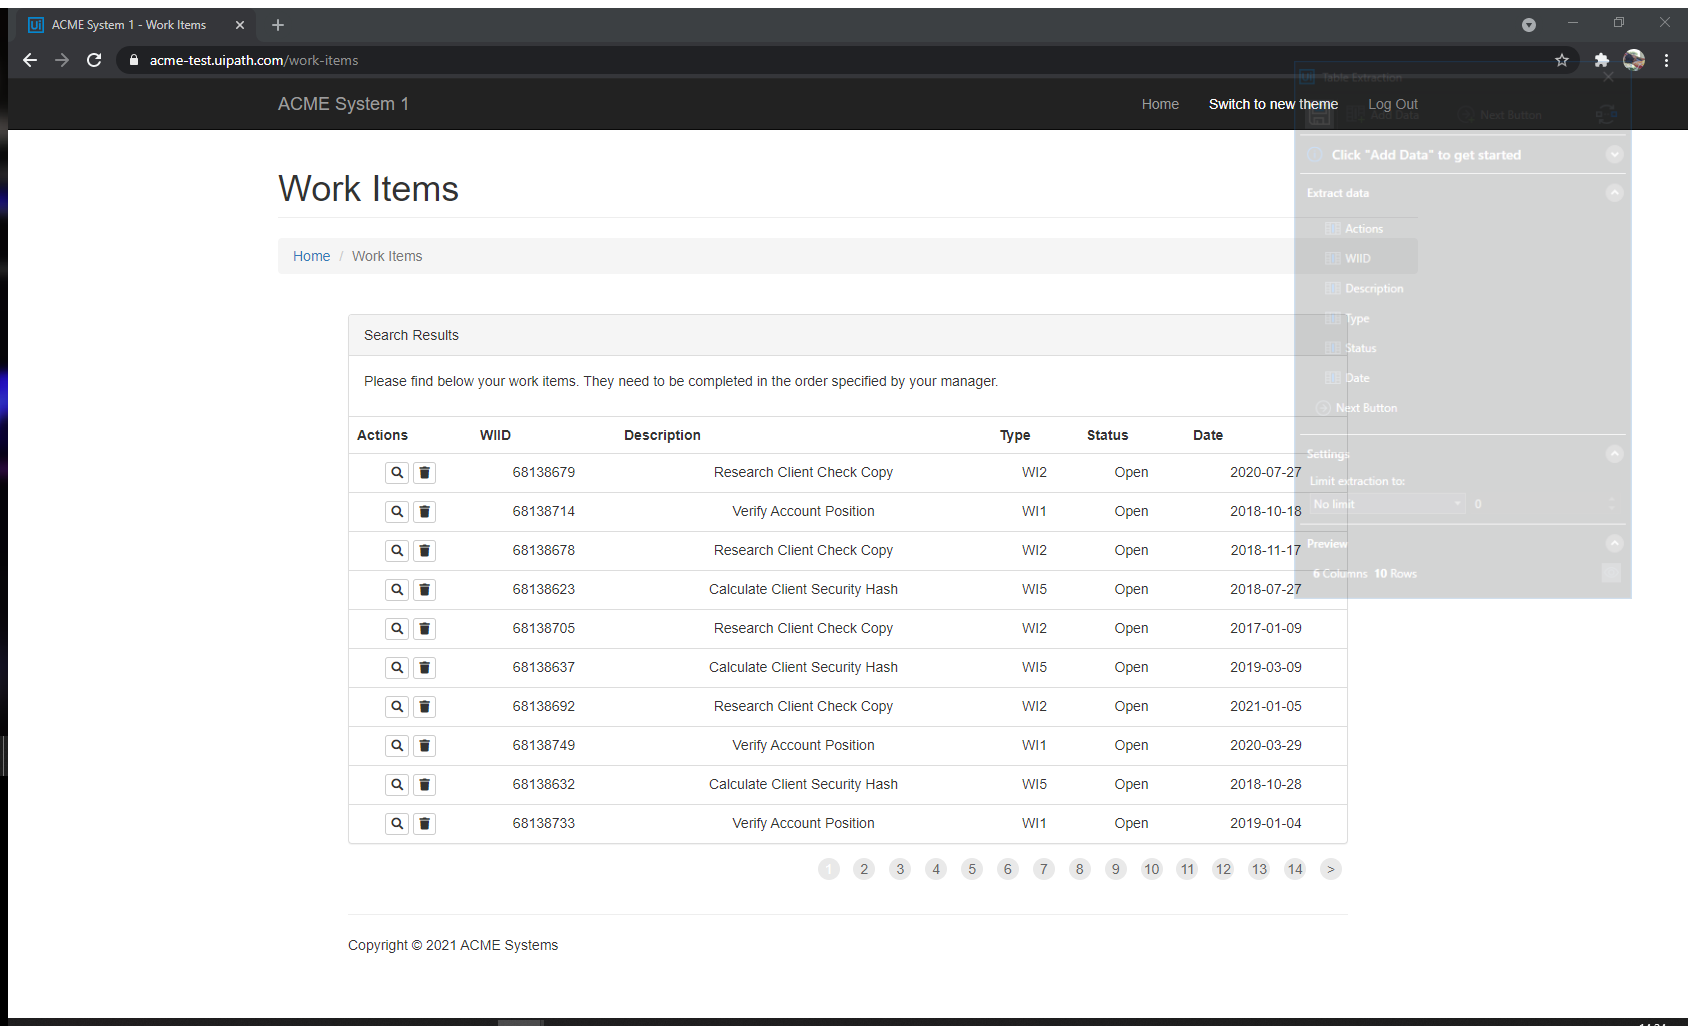 ACME System 1 - Work Items
acme-test.uipath.com/work-items
ACME System 1
Home Switch to new theme Log Out
Table Extraction
Add Data Next Button
Click "Add Data" to get started
Extract data
Actions
WIID
Description
Type
Status
Date
Next Button
Settings
Limit extraction to:
No limit 0
Preview
6 Columns 10 Rows
Work Items
Home / Work Items
Search Results
Please find below your work items. They need to be completed in the order specified by your manager.
Actions WIID Description Type Status Date
68138679 Research Client Check Copy WI2 Open 2020-07-27
68138714 Verify Account Position WI1 Open 2018-10-18
68138678 Research Client Check Copy WI2 Open 2018-11-17
68138623 Calculate Client Security Hash WI5 Open 2018-07-27
68138705 Research Client Check Copy WI2 Open 2017-01-09
68138637 Calculate Client Security Hash WI5 Open 2019-03-09
68138692 Research Client Check Copy WI2 Open 2021-01-05
68138749 Verify Account Position WI1 Open 2020-03-29
68138632 Calculate Client Security Hash WI5 Open 2018-10-28
68138733 Verify Account Position WI1 Open 2019-01-04
1 2 3 4 5 6 7 8 9 10 11 12 13 14 >
Copyright © 2021 ACME Systems